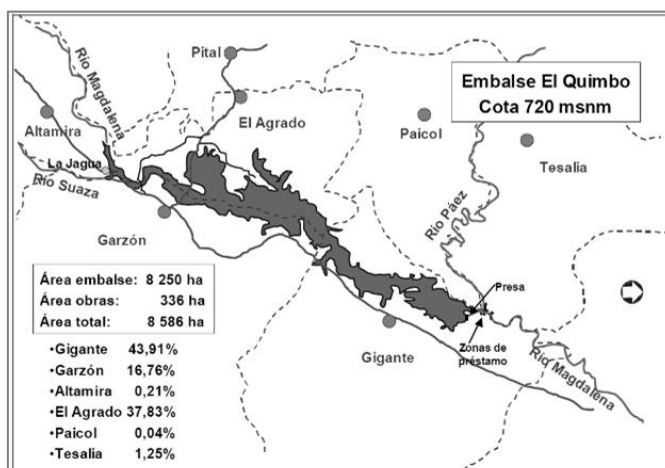 Pital
Río Magdalena
El Agrado
Altamira
La Jagua
Río Suaza
Garzón
Embalse El Quimbo
Cota 720 msnm
Paicol
Tesalia
Río Páez
Presa
Zonas de
préstamo
Gigante
Río Magdalena
Área embalse: 8 250 ha
Área obras: 336 ha
Área total: 8 586 ha
•Gigante 43,91%
•Garzón 16,76%
•Altamira 0,21%
•El Agrado 37,83%
•Paicol 0,04%
•Tesalia 1,25%